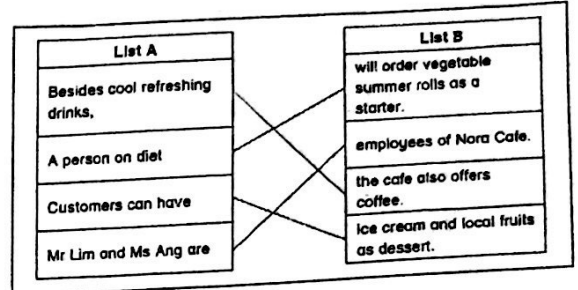 List A
Besides cool refreshing
drinks,
A person on diet
Customers can have
Mr Lim and Ms Ang are
List B
will order vegetable
summer rolls as a
starter.
employees of Nora Cafe.
the cafe also offers
coffee.
ice cream and local fruits
as dessert.